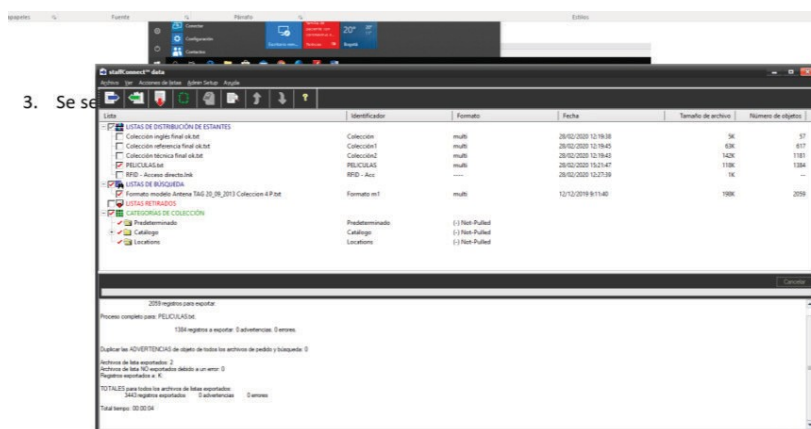 Fuente
Párrafo
Estilos
Conectar
Configuración
Contactos
20°
Bogotá
3. Se se
staffConnect™ data
Archivo Ver Acciones de listas Admin Setup Ayuda
Lista Identificador Formato Fecha Tamaño de archivo Número de objetos
LISTAS DE DISTRIBUCIÓN DE ESTANTES
Colección inglés final ok.txt Colección multi 28/02/2020 12:19:38 5K 57
Colección referencia final ok.txt Colección1 multi 28/02/2020 12:19:45 63K 617
Colección técnica final ok.txt Colección2 multi 28/02/2020 12:19:43 142K 1181
PELICULAS.txt PELICULAS multi 28/02/2020 15:21:47 118K 1384
RFID - Acceso directo.lnk RFID - Acc ----- 28/02/2020 12:27:39 1K ---
LISTAS DE BÚSQUEDA
Formato modelo Antena TAG 20_09_2013 Coleccion 4 P.txt Formato m1 multi 12/12/2019 9:11:40 198K 2059
LISTAS RETIRADOS
CATEGORÍAS DE COLECCIÓN
Predeterminado Predeterminado (-) Not-Pulled
Catálogo Catálogo (-) Not-Pulled
Locations Locations (-) Not-Pulled
Cancelar
2059 registros para exportar.
Proceso completo para: PELICULAS.txt.
1384 registros a exportar. 0 advertencias. 0 errores.
Duplicar las ADVERTENCIAS de objeto de todos los archivos de pedido y búsqueda: 0
Archivos de lista exportados: 2
Archivos de lista NO exportados debido a un error: 0
Registros exportados a: K:
TOTALES para todos los archivos de listas exportados:
3443 registros exportados 0 advertencias 0 errores
Total tiempo: 00:00:04